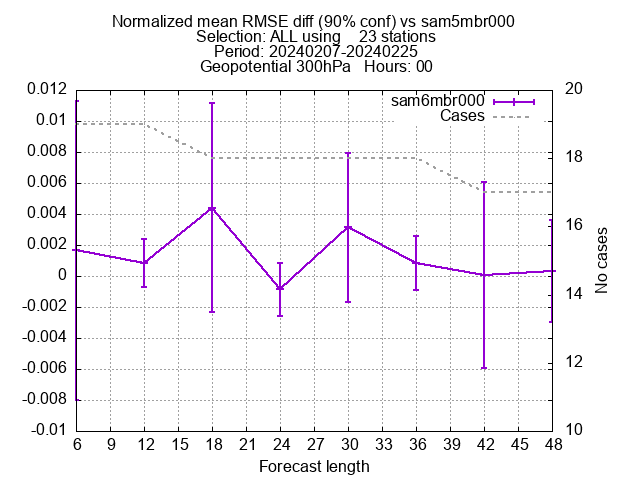 Normalized mean RMSE diff (90% conf) vs sam5mbr000
Selection: ALL using    23 stations
Period: 20240207-20240225
Geopotential 300hPa   Hours: 00
sam6mbr000
Cases
0.012
0.01
0.008
0.006
0.004
0.002
0
-0.002
-0.004
-0.006
-0.008
-0.01
20
18
16
14
12
10
No cases
6 9 12 15 18 21 24 27 30 33 36 39 42 45 48
Forecast length